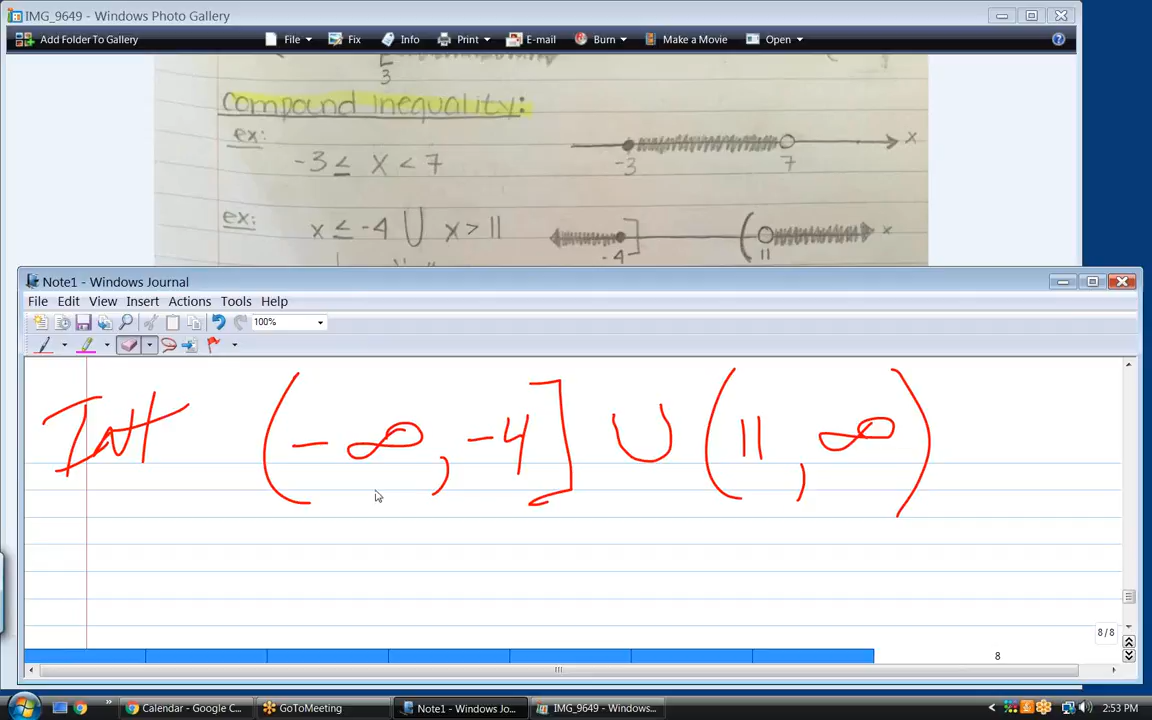 IMG_9649 - Windows Photo Gallery
Add Folder To Gallery File Fix Info Print E-mail Burn Make a Movie Open
3
Compound Inequality:
ex:
-3 ≤ x < 7
-3 7 x
ex:
x ≤ -4 ∪ x > 11
-4 11 x
Note1 - Windows Journal
File Edit View Insert Actions Tools Help
100%
Int (-∞, -4] ∪ (11, ∞)
8 / 8
8
Calendar - Google C... GoToMeeting Note1 - Windows Jo... IMG_9649 - Windows... 2:53 PM